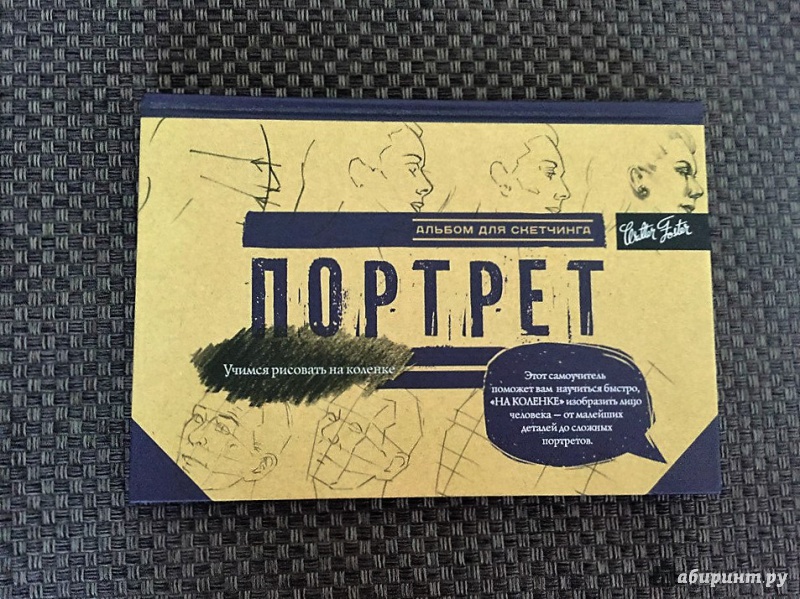 АЛЬБОМ ДЛЯ СКЕТЧИНГА
Walter Foster
ПОРТРЕТ
Учимся рисовать на коленке
Этот самоучитель
поможет вам научиться быстро,
«НА КОЛЕНКЕ» изобразить лицо
человека – от малейших
деталей до сложных
портретов.
Лабиринт.ру